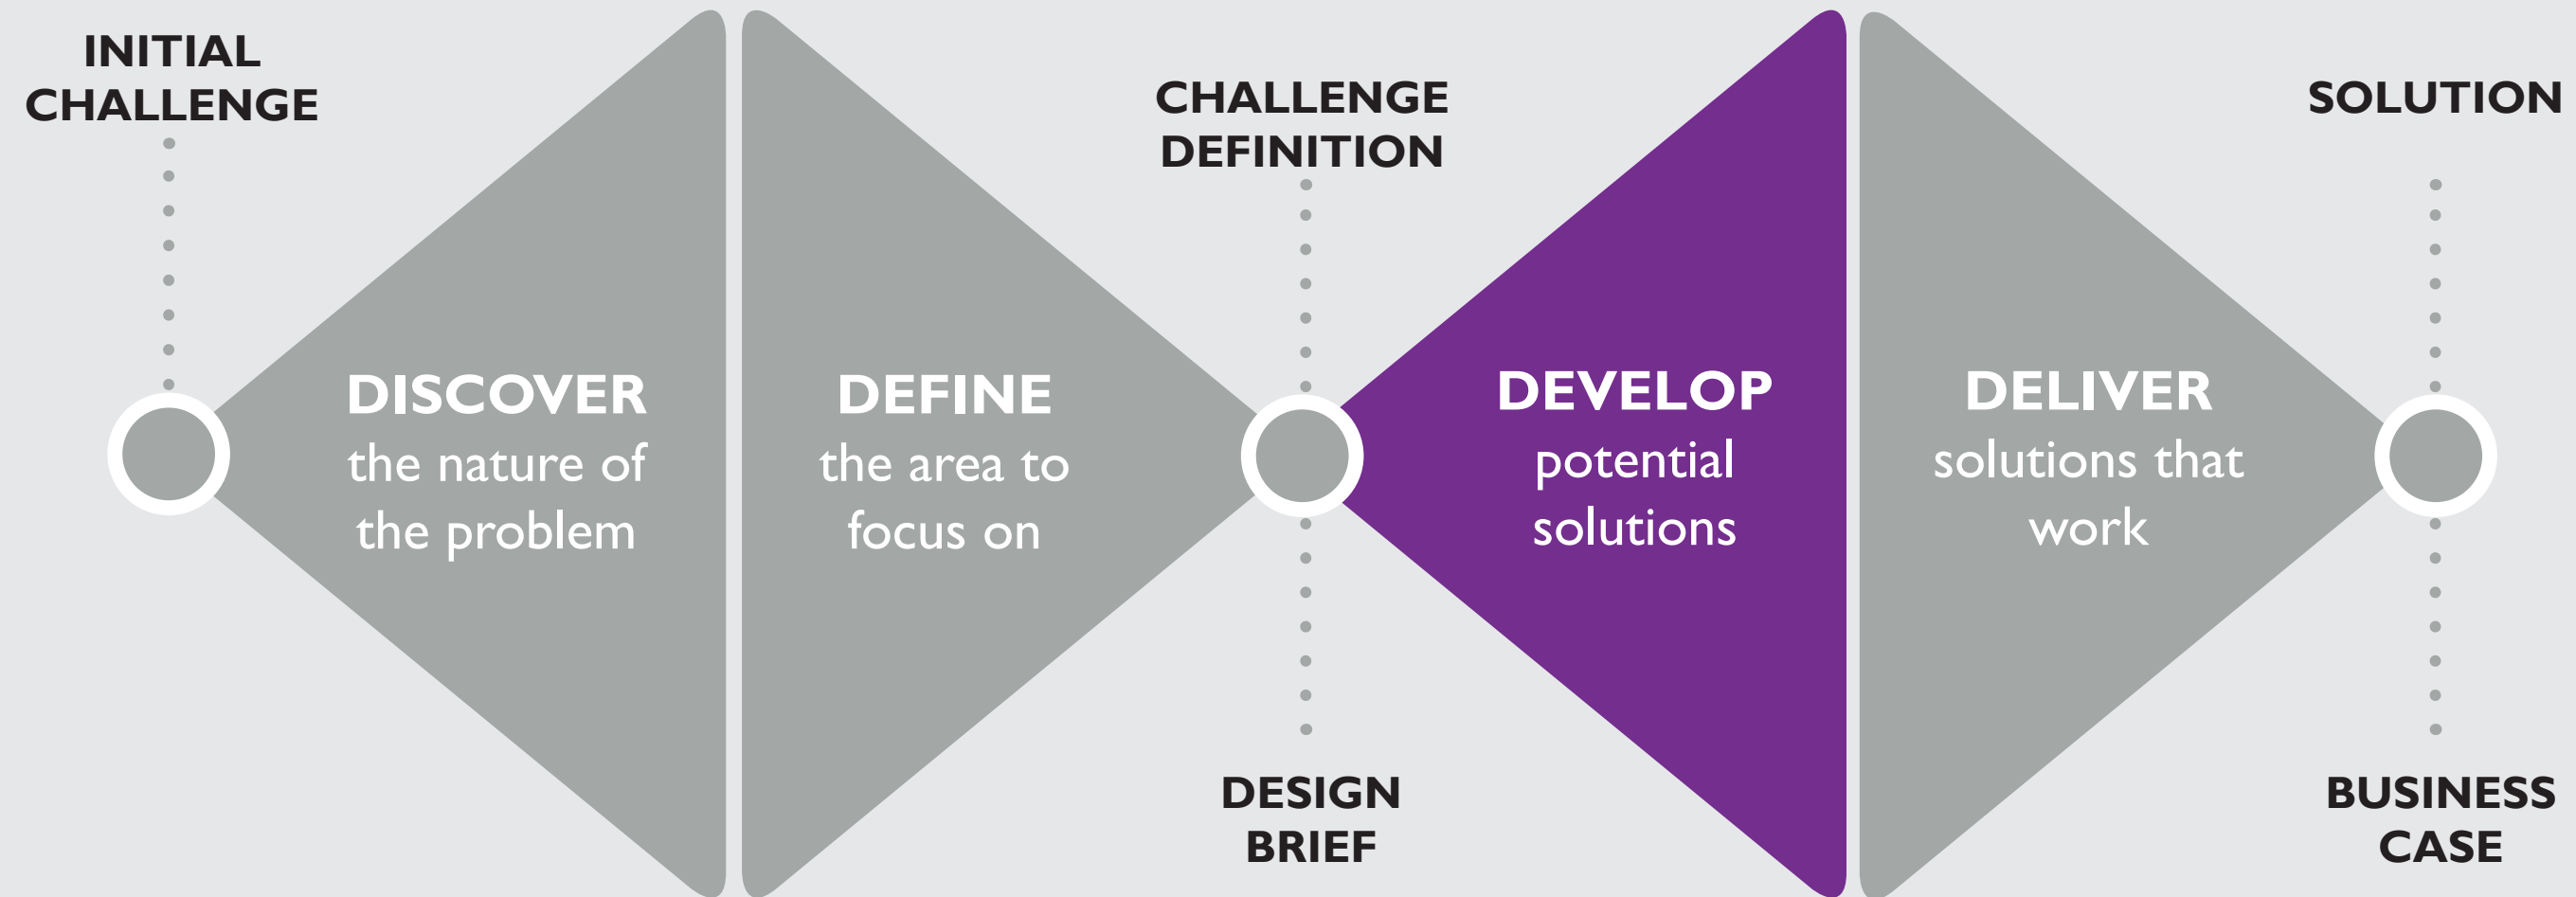 INITIAL
CHALLENGE
DISCOVER
the nature of
the problem
DEFINE
the area to
focus on
CHALLENGE
DEFINITION
DESIGN
BRIEF
DEVELOP
potential
solutions
DELIVER
solutions that
work
SOLUTION
BUSINESS
CASE